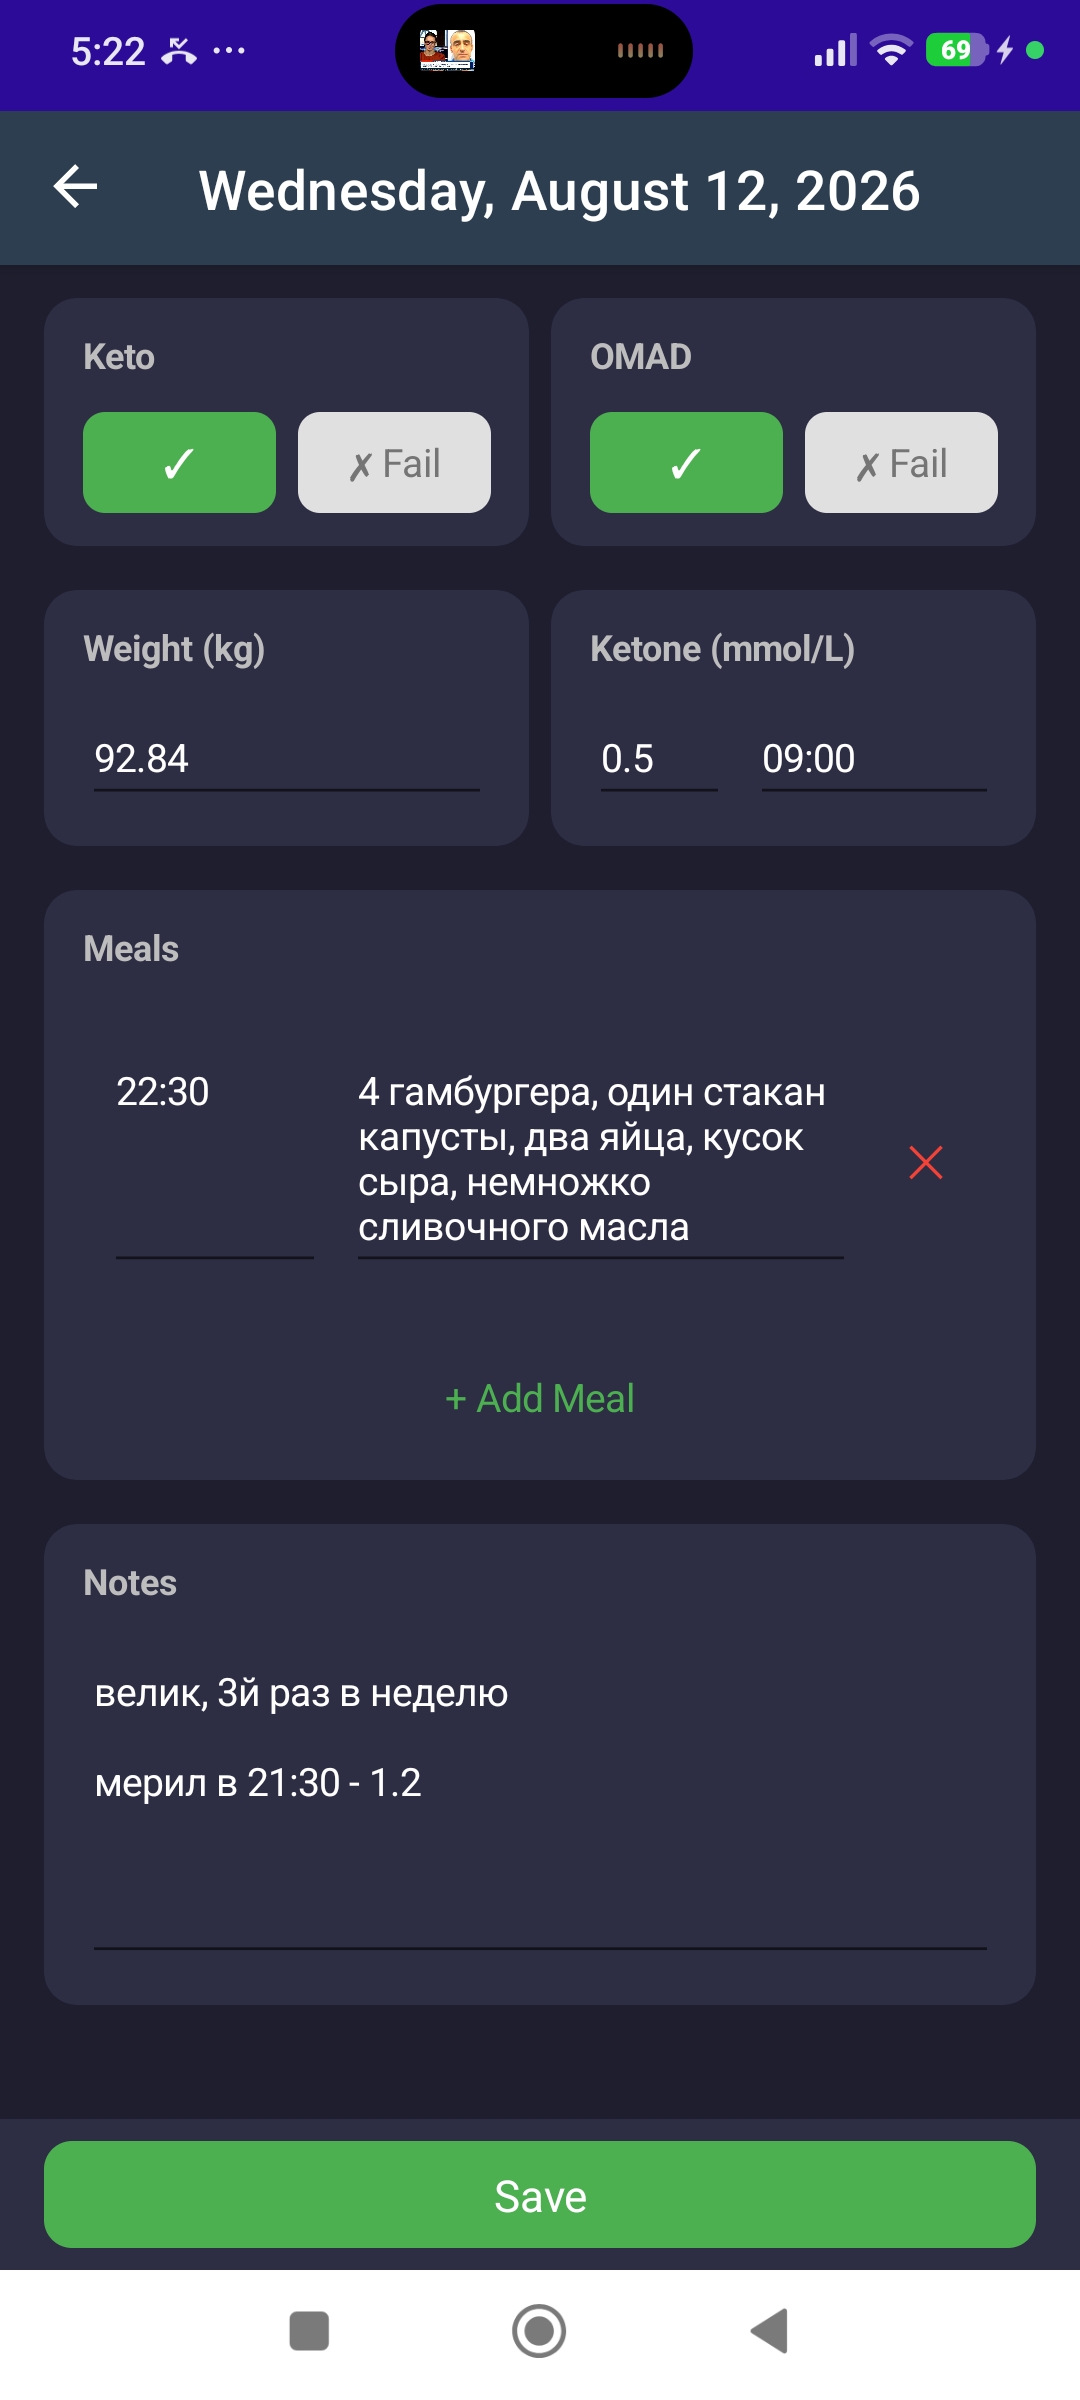 5:22
69
Wednesday, August 12, 2026
Keto
OMAD
✓
✗ Fail
✓
✗ Fail
Weight (kg)
Ketone (mmol/L)
92.84
0.5
09:00
Meals
22:30
4 гамбургера, один стакан
капусты, два яйца, кусок
сыра, немножко
сливочного масла
+ Add Meal
Notes
велик, 3й раз в неделю
мерил в 21:30 - 1.2
Save